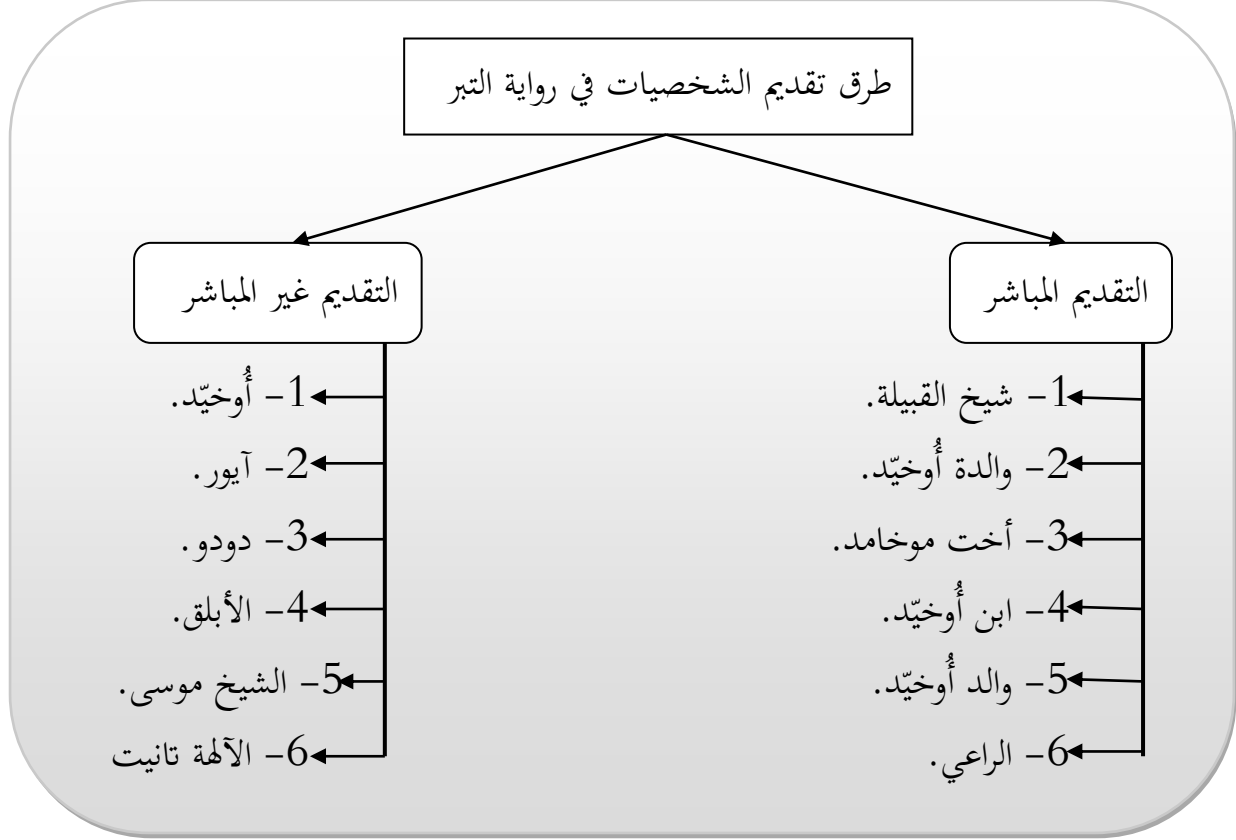 طرق تقديم الشخصيات في رواية التبر
التقديم المباشر
1- شيخ القبيلة.
2- والدة أُوخيّد.
3- أخت موخامد.
4- ابن أُوخيّد.
5- والد أُوخيّد.
6- الراعي.
التقديم غير المباشر
1- أُوخيّد.
2- آيور.
3- دودو.
4- الأبلق.
5- الشيخ موسى.
6- الآلهة تانيت